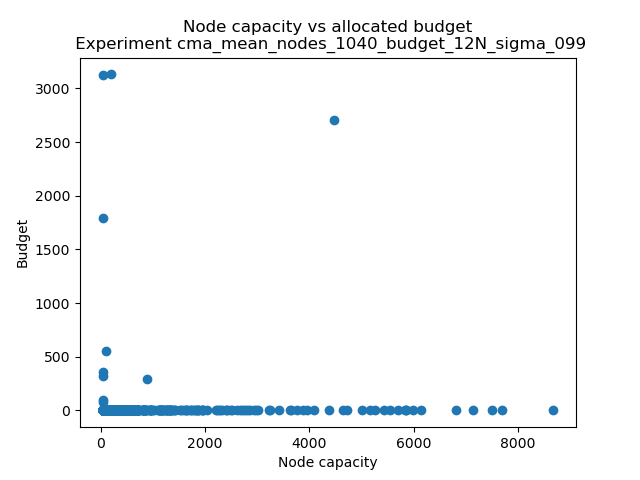 Node capacity vs allocated budget
Experiment cma_mean_nodes_1040_budget_12N_sigma_099
3000
2500
2000
1500
1000
500
0
Budget
0 2000 4000 6000 8000
Node capacity